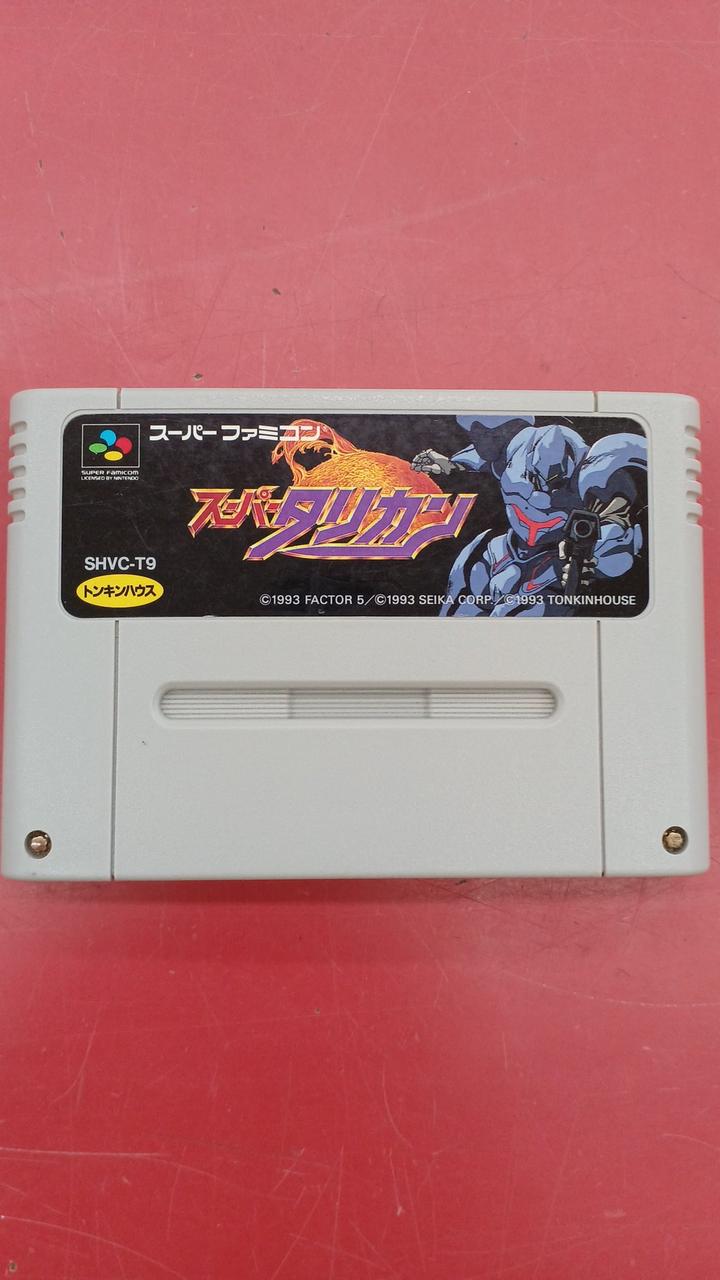 スーパーファミコン
SUPER FAMICOM
LICENSED BY NINTENDO
スーパータリカン
SHVC-T9
トンキンハウス
©1993 FACTOR 5/©1993 SEIKA CORP./©1993 TONKINHOUSE